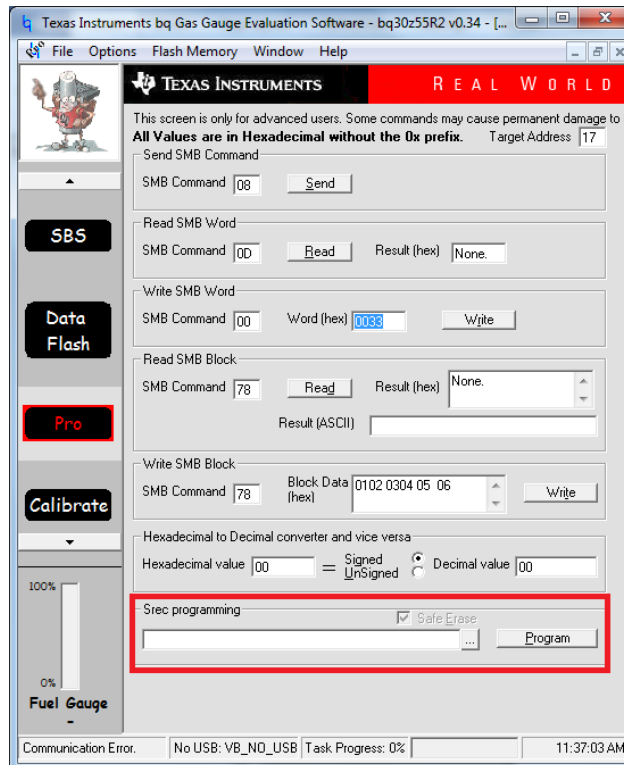 Texas Instruments bq Gas Gauge Evaluation Software - bq30z55R2 v0.34 - [...
File Options Flash Memory Window Help
TEXAS INSTRUMENTS REAL WORLD
This screen is only for advanced users. Some commands may cause permanent damage to
All Values are in Hexadecimal without the 0x prefix. Target Address 17
Send SMB Command
SMB Command 08 Send
Read SMB Word
SMB Command 0D Read Result (hex) None.
Write SMB Word
SMB Command 00 Word (hex) 0033 Write
Read SMB Block
SMB Command 78 Read Result (hex) None.
Result (ASCII)
Write SMB Block
SMB Command 78 Block Data (hex) 0102 0304 05 06 Write
Hexadecimal to Decimal converter and vice versa
Hexadecimal value 00 = Signed UnSigned Decimal value 00
Srec programming
Safe Erase
... Program
SBS
Data
Flash
Pro
Calibrate
100%
0%
Fuel Gauge
-
Communication Error. No USB: VB_NO_USB Task Progress: 0% 11:37:03 AM